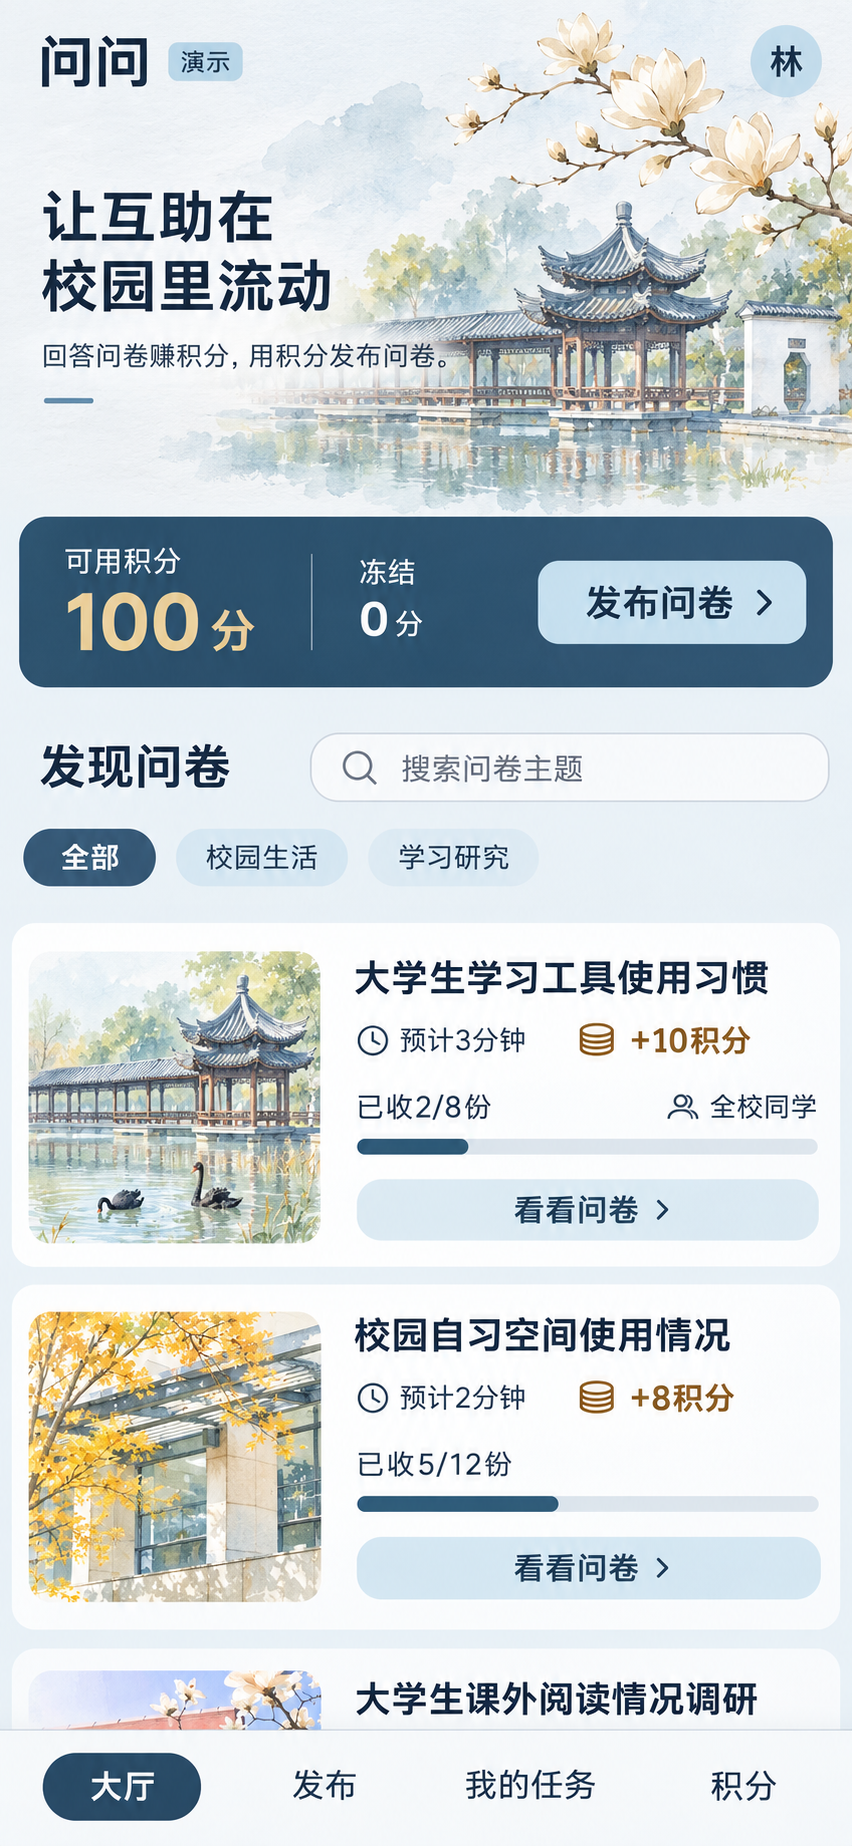 问问 演示 林
让互助在
校园里流动
回答问卷赚积分，用积分发布问卷。
可用积分
100分
冻结
0分
发布问卷 >
发现问卷
搜索问卷主题
全部 校园生活 学习研究
大学生学习工具使用习惯
预计3分钟 +10积分
已收2/8份 全校同学
看看问卷 >
校园自习空间使用情况
预计2分钟 +8积分
已收5/12份
看看问卷 >
大学生课外阅读情况调研
大厅 发布 我的任务 积分